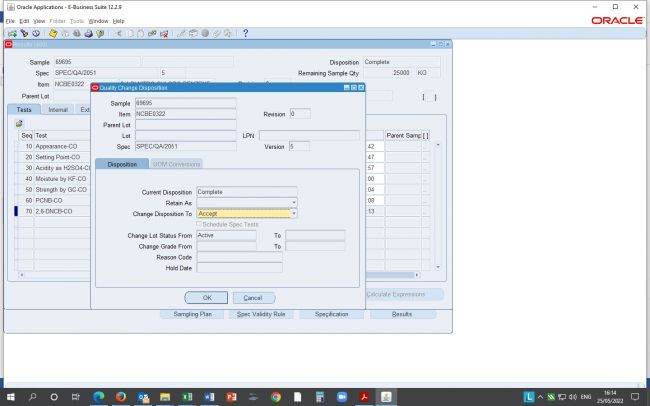 Oracle Applications - E-Business Suite 12.2.9
File Edit View Folder Tools Window Help
ORACLE
Sample 69695 Disposition Complete
Spec SPEC/QA/2051 5 Remaining Sample Qty 25000 KG
Item NCBE0322
Parent Lot [ ]
Tests Internal Ext
Seq Test Parent Samp [ ]
10 Appearance-CO :42
20 Setting Point-CO :47
30 Acidity as H2SO4-C :57
40 Moisture by KF-CO :00
50 Strength by GC-CO :04
60 PCNB-CO :08
70 2,6-DNCB-CO :13
Calculate Expressions
Sampling Plan Spec Validity Rule Specification Results
Quality Change Disposition
Sample 69695
Item NCBE0322 Revision 0
Parent Lot
Lot LPN
Spec SPEC/QA/2051 Version 5
Disposition UOM Conversions
Current Disposition Complete
Retain As
Change Disposition To Accept
Schedule Spec Tests
Change Lot Status From Active To
Change Grade From To
Reason Code
Hold Date
OK Cancel
ENG 16:14
25/05/2022